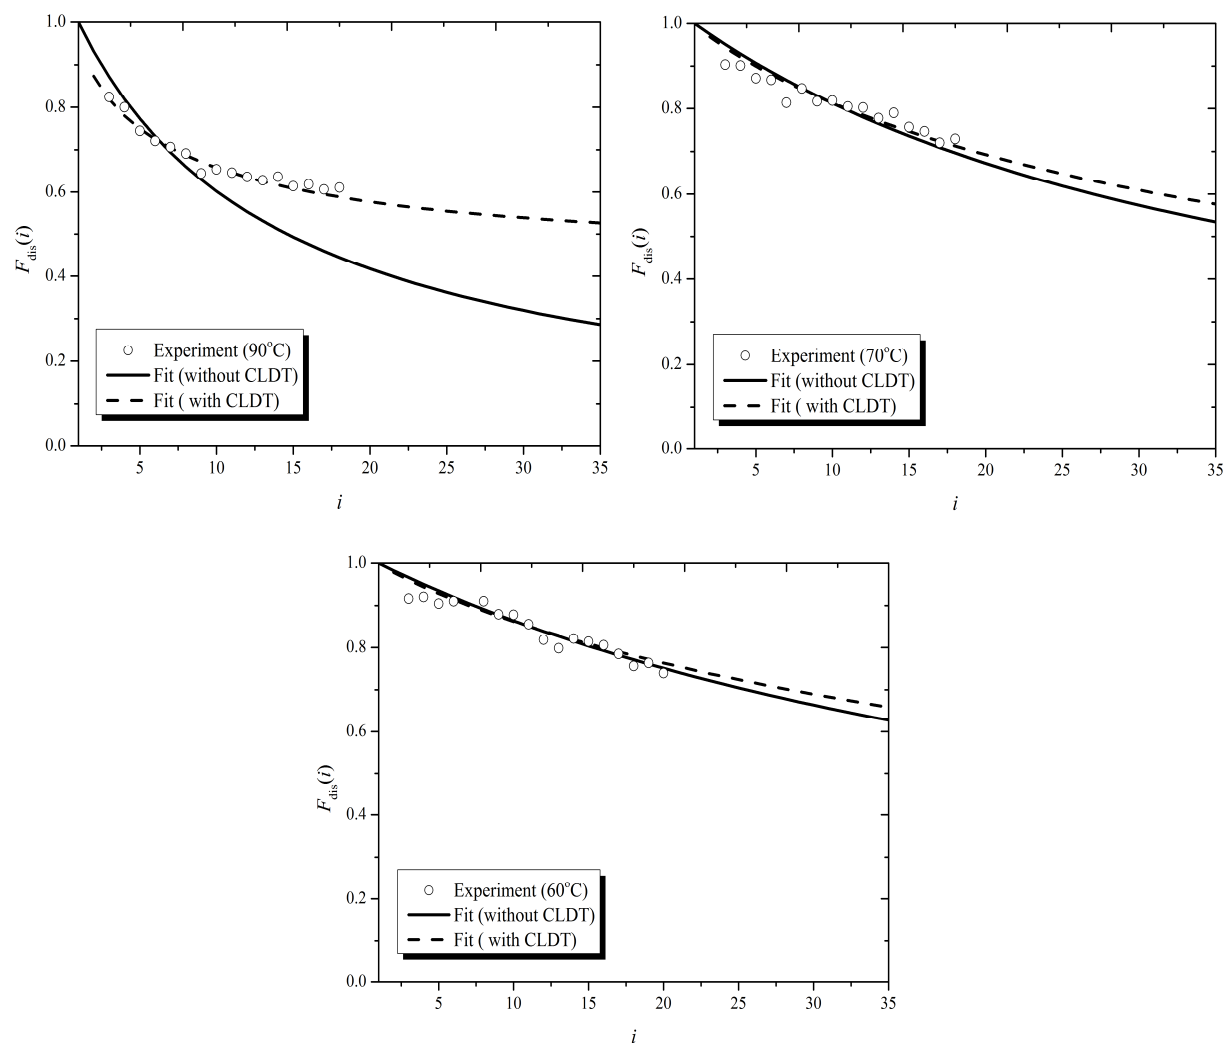 1.0
0.8
0.6
0.4
0.2
0.0
F_dis(i)
Experiment (90°C)
Fit (without CLDT)
Fit ( with CLDT)
5 10 15 20 25 30 35
i
1.0
0.8
0.6
0.4
0.2
0.0
F_dis(i)
Experiment (70°C)
Fit (without CLDT)
Fit ( with CLDT)
5 10 15 20 25 30 35
i
1.0
0.8
0.6
0.4
0.2
0.0
F_dis(i)
Experiment (60°C)
Fit (without CLDT)
Fit ( with CLDT)
5 10 15 20 25 30 35
i